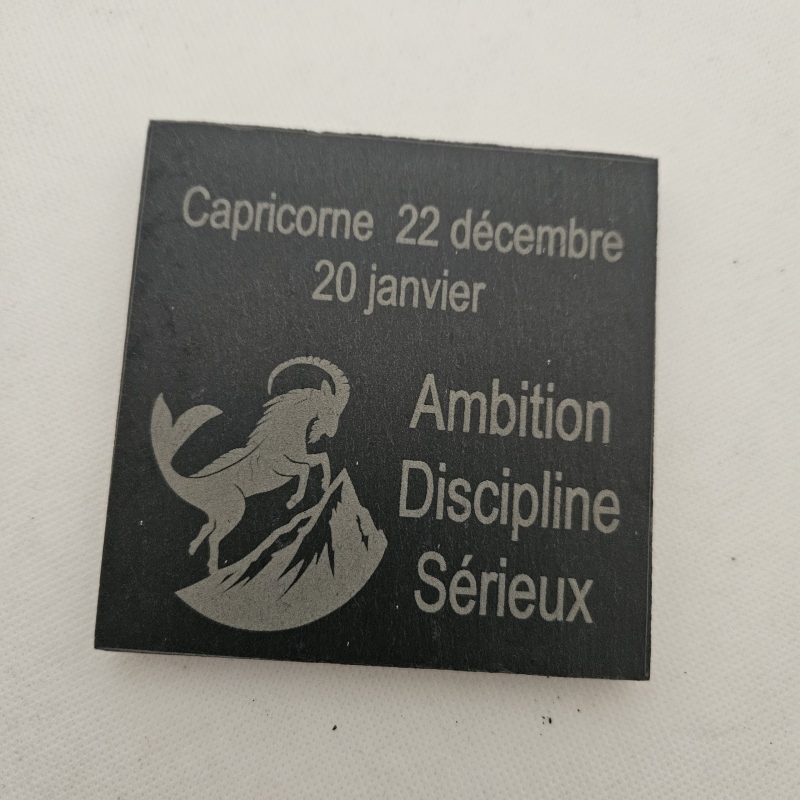 Capricorne 22 décembre
20 janvier
Ambition
Discipline
Sérieux